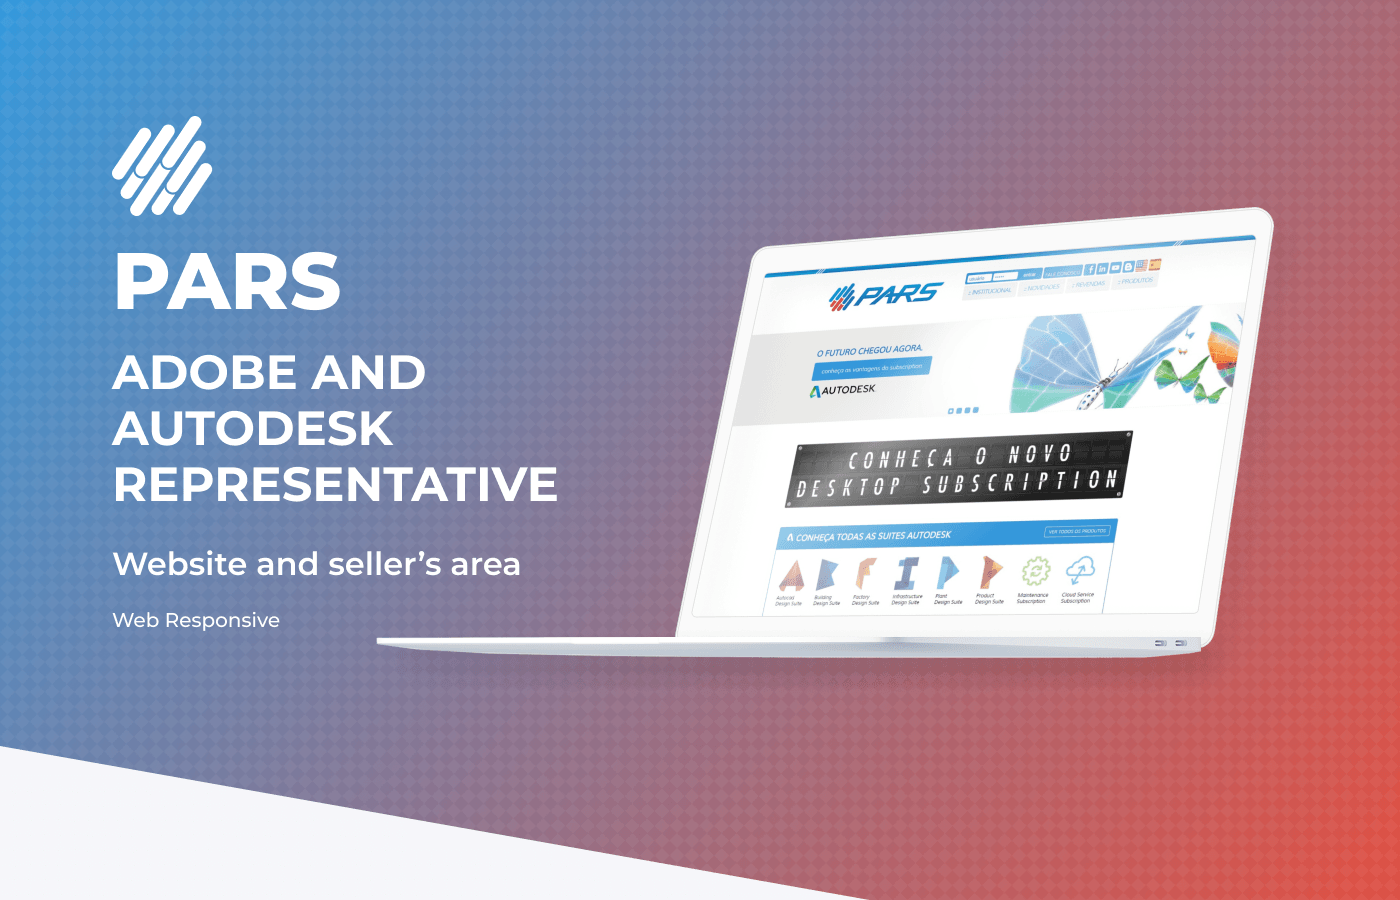 PARS
ADOBE AND
AUTODESK
REPRESENTATIVE
Website and seller’s area
Web Responsive
PARS
INSTITUCIONAL
NOVIDADES
REVENDAS
PRODUTOS
O FUTURO CHEGOU AGORA.
conheça as vantagens do subscription
AUTODESK
CONHEÇA O NOVO
DESKTOP SUBSCRIPTION
CONHEÇA TODAS AS SUITES AUTODESK
VER TODOS OS PRODUTOS
Autocad
Design Suite
Building
Design Suite
Factory
Design Suite
Infrastructure
Design Suite
Plant
Design Suite
Product
Design Suite
Maintenance
Subscription
Cloud Service
Subscription